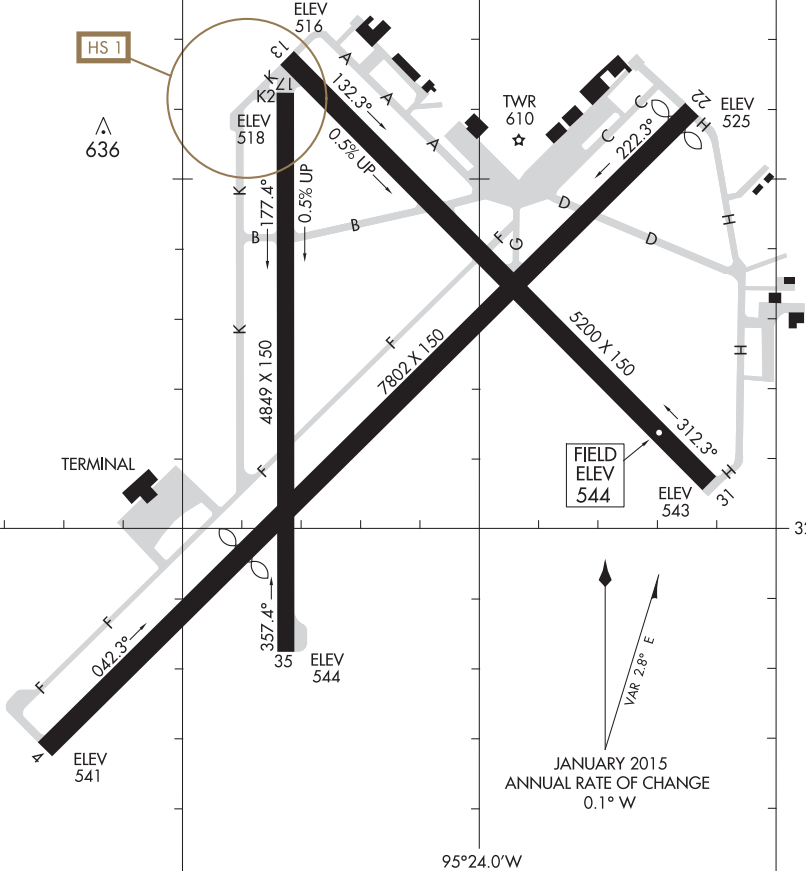 ELEV
516
HS 1
13
A
K
17
K2
132.3°
A
TWR
610
C
22
ELEV
525
ELEV
518
636
0.5% UP
A
C
222.3°
H
K
177.4°
0.5% UP
D
H
B
B
F
G
D
K
F
5200 X 150
H
4849 X 150
7802 X 150
312.3°
TERMINAL
F
FIELD
ELEV
544
ELEV
543
H
31
3
357.4°
F
042.3°
35
ELEV
544
F
4
ELEV
541
VAR 2.8° E
JANUARY 2015
ANNUAL RATE OF CHANGE
0.1° W
95°24.0'W